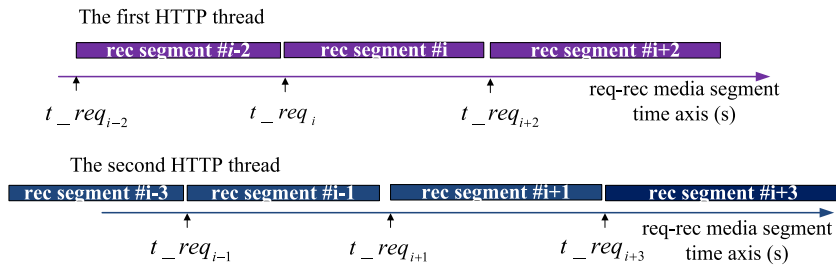 The first HTTP thread
rec segment #i-2 rec segment #i rec segment #i+2
t_req_{i-2} t_req_i t_req_{i+2}
req-rec media segment
time axis (s)
The second HTTP thread
rec segment #i-3 rec segment #i-1 rec segment #i+1 rec segment #i+3
t_req_{i-1} t_req_{i+1} t_req_{i+3}
req-rec media segment
time axis (s)